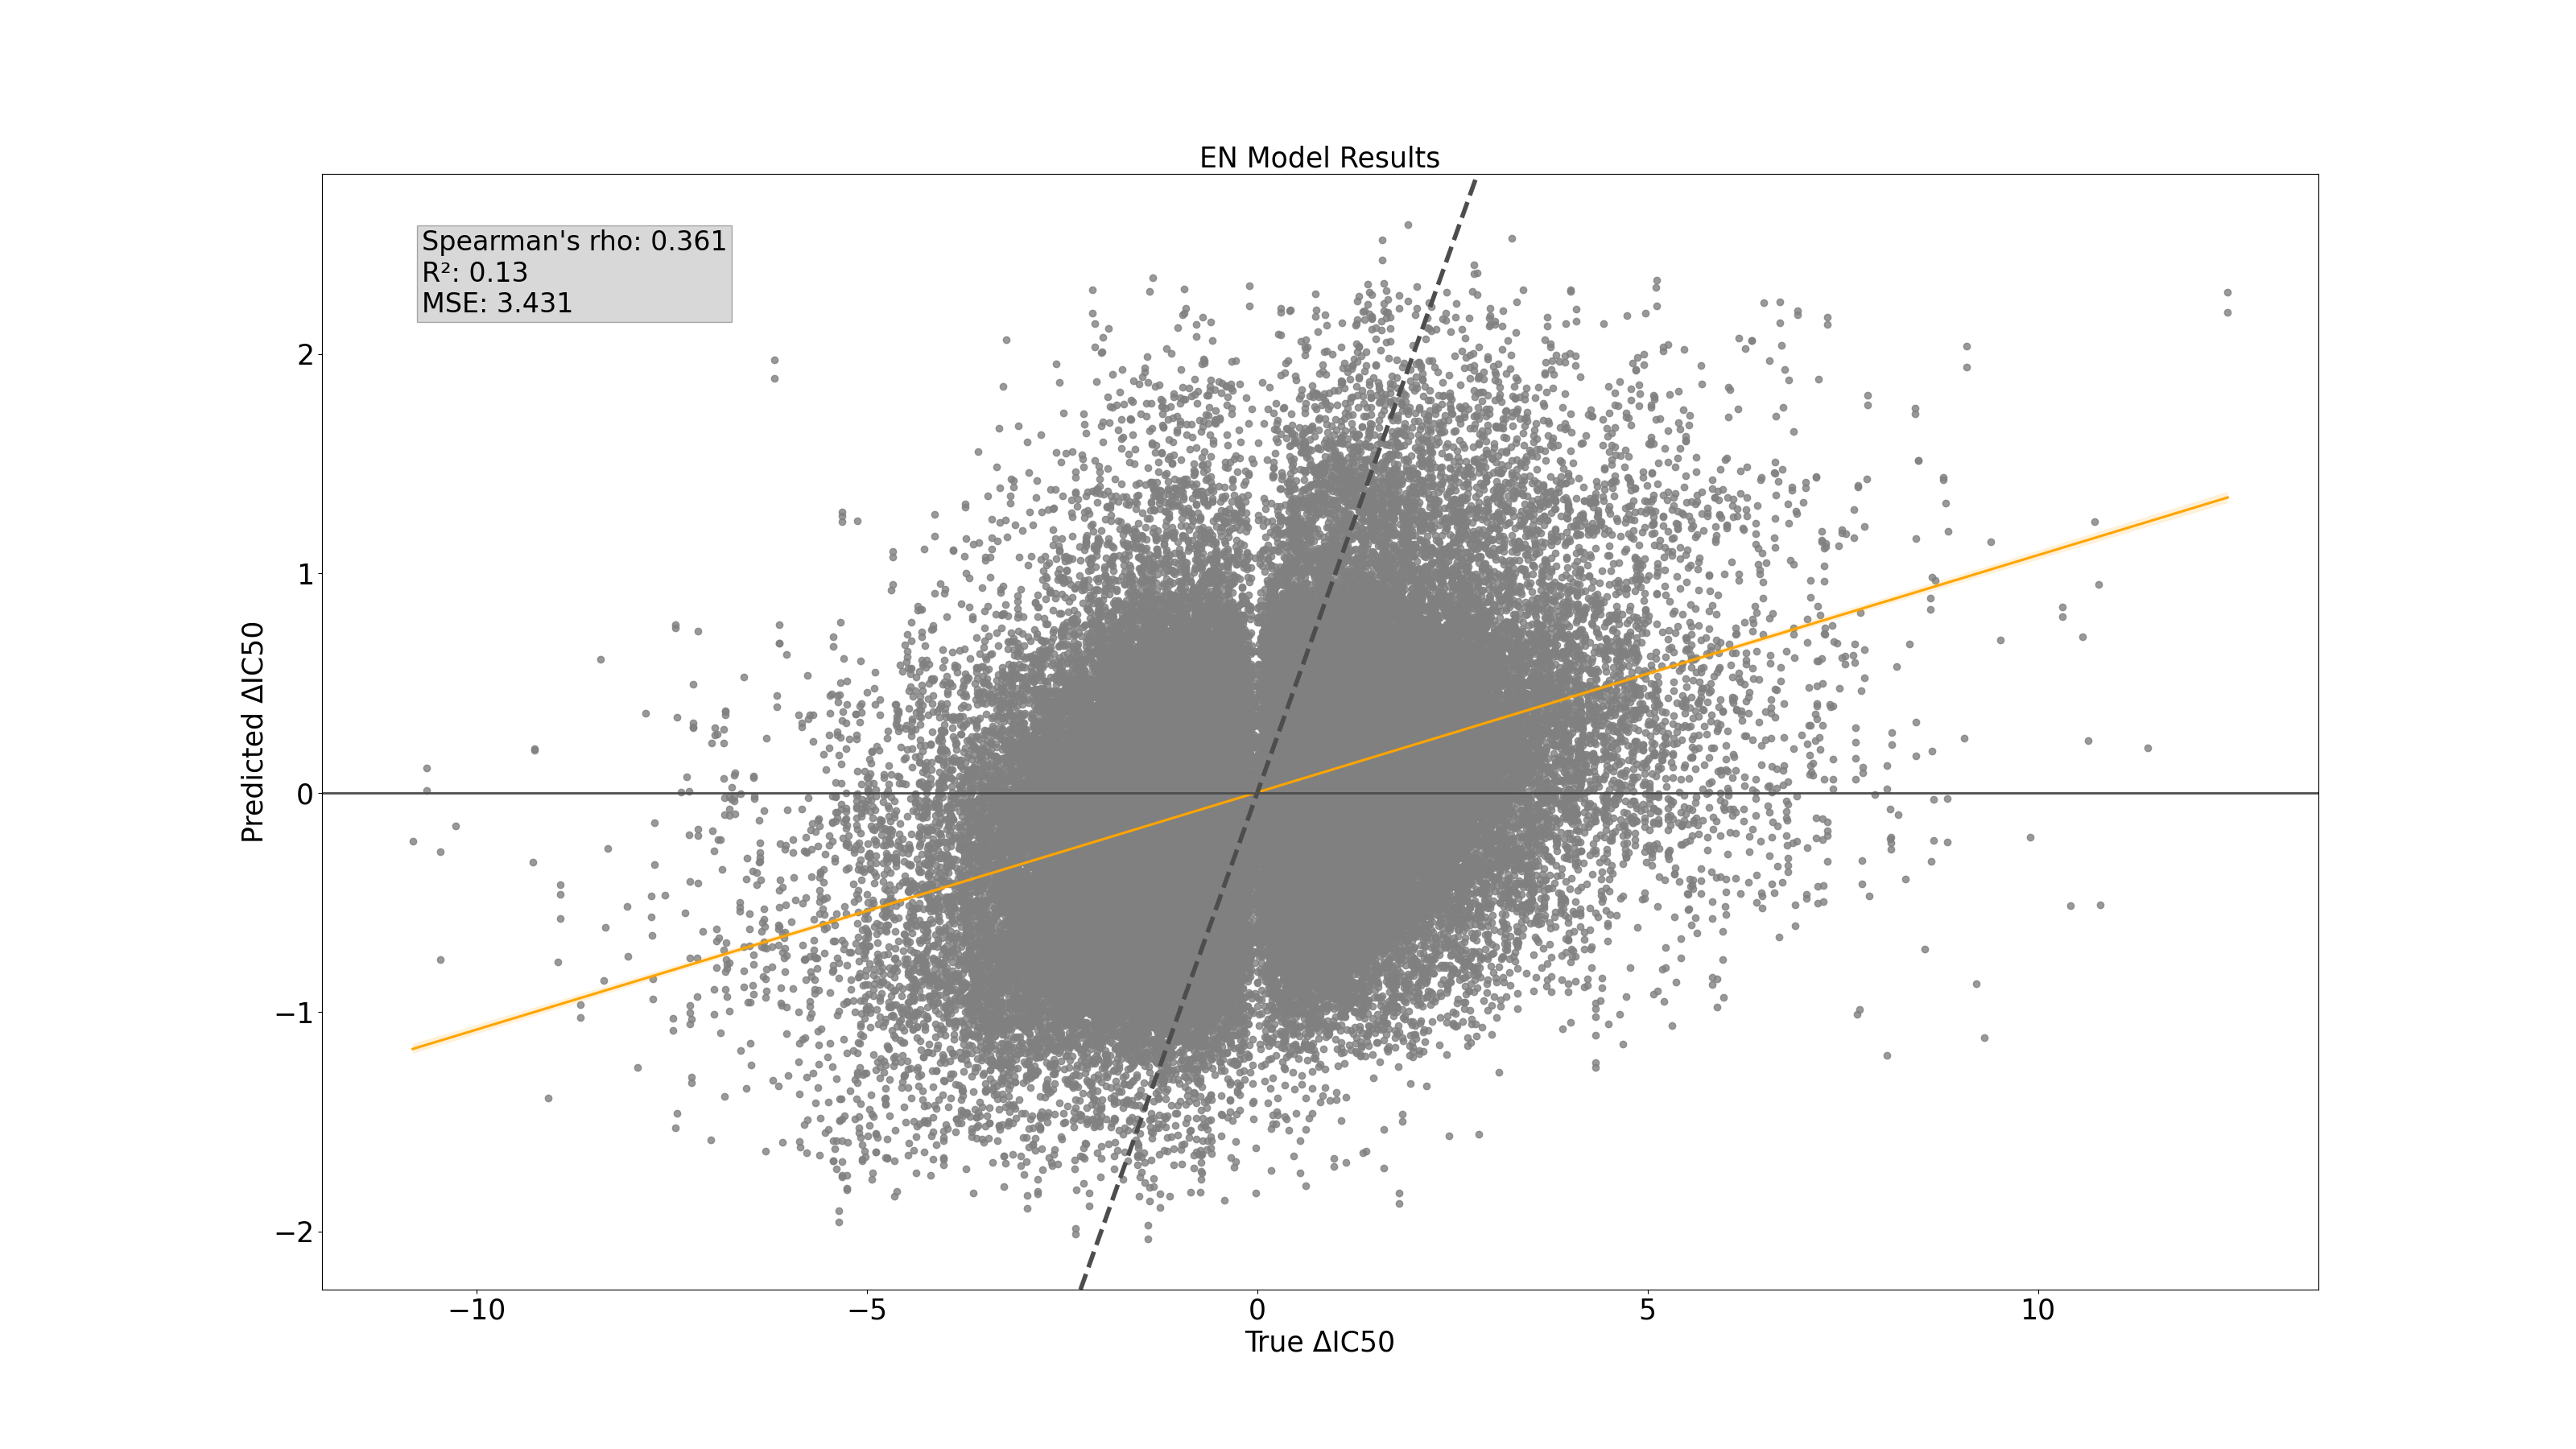 EN Model Results
Spearman's rho: 0.361
R²: 0.13
MSE: 3.431
2
1
0
−1
−2
Predicted ΔIC50
−10
−5
0
5
10
True ΔIC50